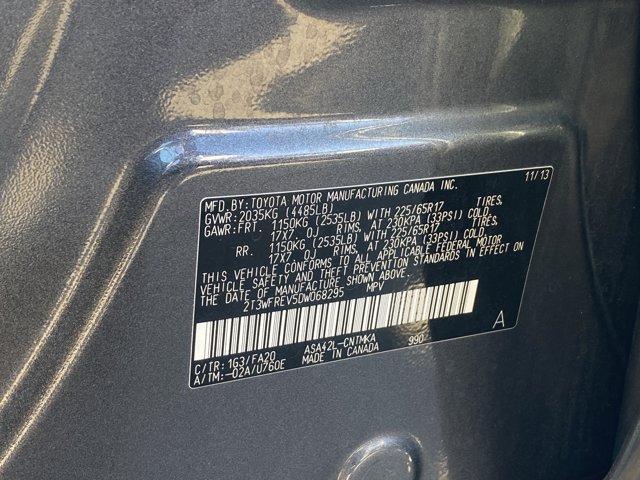 MFD. BY: TOYOTA MOTOR MANUFACTURING CANADA INC. 11/13
GVWR: 2035KG (4485LB)
GAWR: FRT. 1150KG (2535LB) WITH 225/65R17 TIRES,
17X7. 0J RIMS, AT 230KPA (33PSI) COLD.
RR. 1150KG (2535LB) WITH 225/65R17 TIRES,
17X7. 0J RIMS, AT 230KPA (33PSI) COLD.
THIS VEHICLE CONFORMS TO ALL APPLICABLE FEDERAL MOTOR
VEHICLE SAFETY AND THEFT PREVENTION STANDARDS IN EFFECT ON
THE DATE OF MANUFACTURE SHOWN ABOVE.
2T3WFREV5DW068295 MPV
A
C/TR: 1G3/FA20 ASA42L-CNTMKA 990
A/TM: -02A/U760E MADE IN CANADA